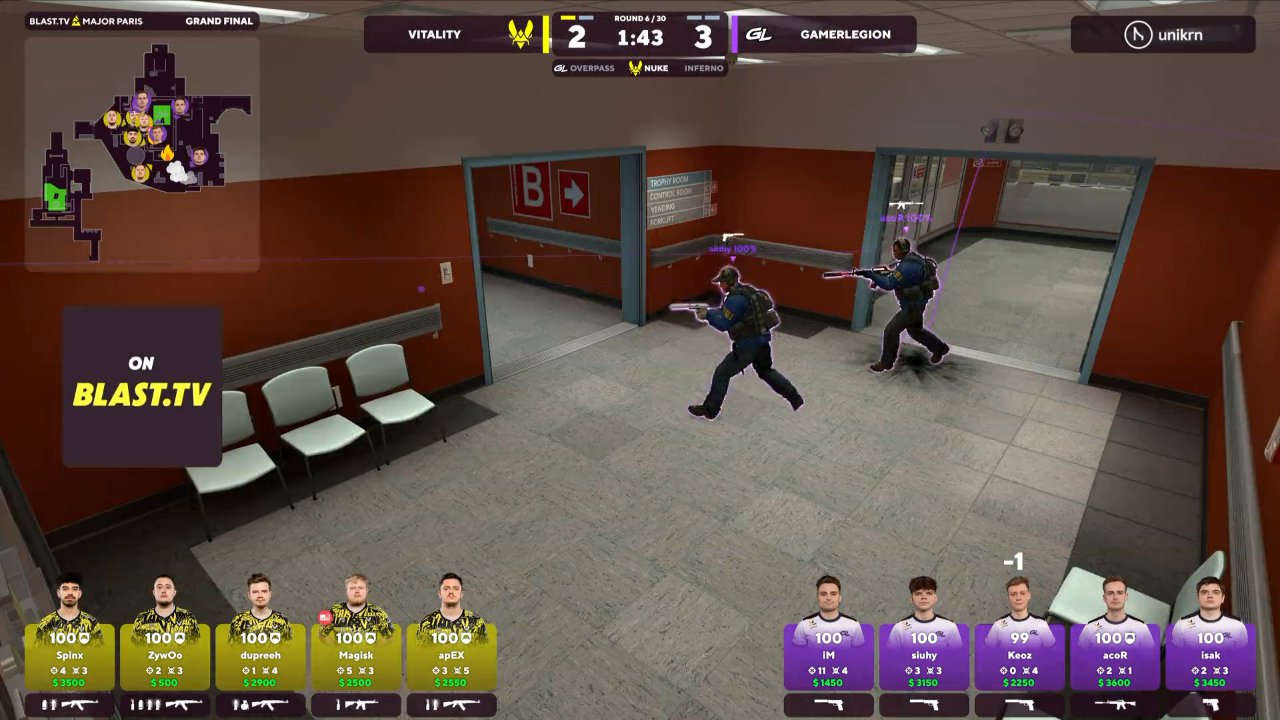 BLAST.TV MAJOR PARIS GRAND FINAL
VITALITY 2 ROUND 6 / 30 1:43 3 GL GAMERLEGION
unikrn
GL OVERPASS NUKE INFERNO
B
TROPHY ROOM
CONTROL ROOM
VENDING
FORKLIFT
siuhy 100%
ON
BLAST.TV
-1
100 100 100 100 100
Spinx ZywOo dupreeh Magisk apEX
4 3 2 3 1 4 5 3 3 5
$3500 $500 $2900 $2500 $2550
100 100 99 100 100
iM siuhy Keoz acoR isak
11 4 3 3 0 4 2 1 2 3
$1450 $3150 $2250 $3600 $3450